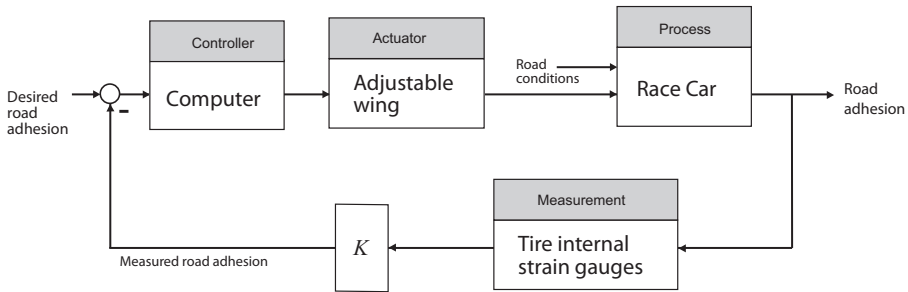 Controller
Actuator
Process
Computer
Adjustable
wing
Road
conditions
Race Car
Desired
road
adhesion
-
Road
adhesion
Measurement
Tire internal
strain gauges
K
Measured road adhesion